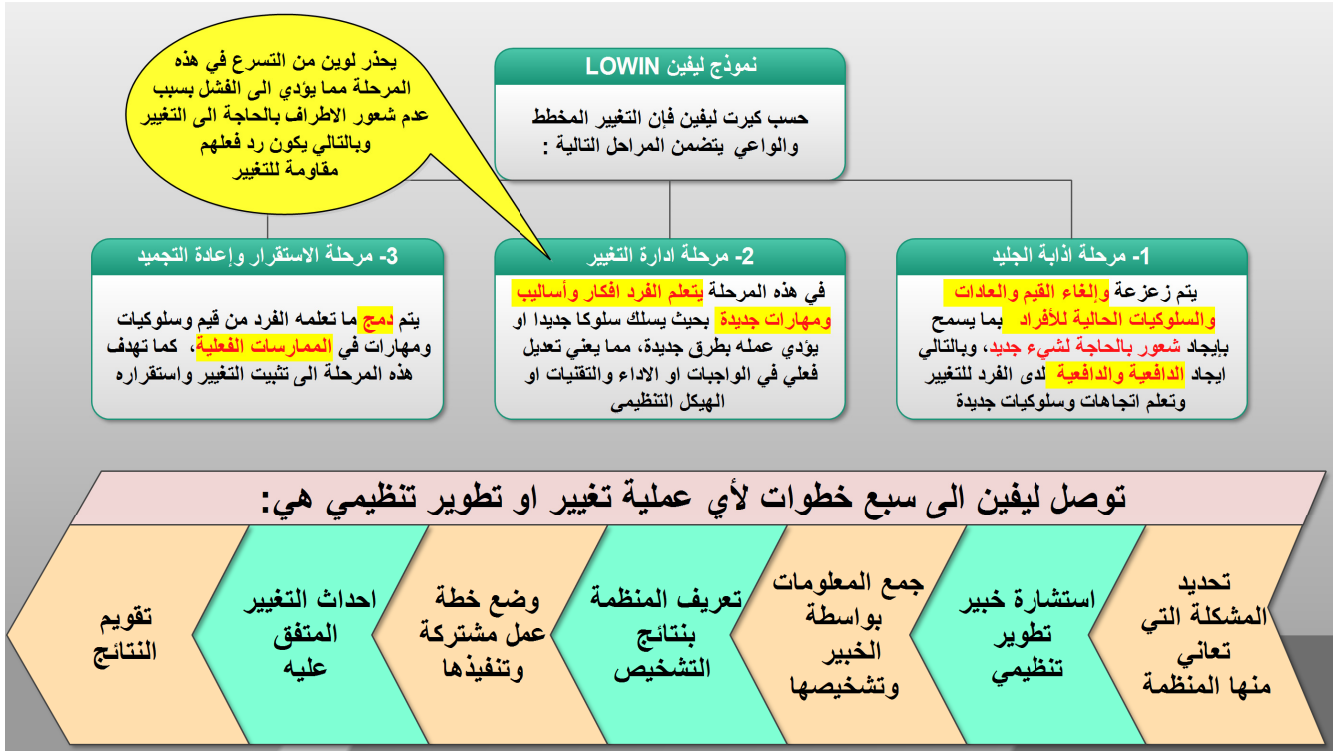 نموذج ليفين LOWIN
حسب كيرت ليفين فإن التغيير المخطط
والواعي يتضمن المراحل التالية :
يحذر لوين من التسرع في هذه
المرحلة مما يؤدي الى الفشل بسبب
عدم شعور الاطراف بالحاجة الى التغيير
وبالتالي يكون رد فعلهم
مقاومة للتغيير
1- مرحلة اذابة الجليد
يتم زعزعة وإلغاء القيم والعادات
والسلوكيات الحالية للأفراد بما يسمح
بإيجاد شعور بالحاجة لشيء جديد، وبالتالي
ايجاد الدافعية والدافعية لدى الفرد للتغيير
وتعلم اتجاهات وسلوكيات جديدة
2- مرحلة ادارة التغيير
في هذه المرحلة يتعلم الفرد افكار وأساليب
ومهارات جديدة بحيث يسلك سلوكا جديدا او
يؤدي عمله بطرق جديدة، مما يعني تعديل
فعلي في الواجبات او الاداء والتقنيات او
الهيكل التنظيمي
3- مرحلة الاستقرار وإعادة التجميد
يتم دمج ما تعلمه الفرد من قيم وسلوكيات
ومهارات في الممارسات الفعلية، كما تهدف
هذه المرحلة الى تثبيت التغيير واستقراره
توصل ليفين الى سبع خطوات لأي عملية تغيير او تطوير تنظيمي هي:
تحديد
المشكلة التي
تعاني
منها المنظمة
استشارة خبير
تطوير
تنظيمي
جمع المعلومات
بواسطة
الخبير
وتشخيصها
تعريف المنظمة
بنتائج
التشخيص
وضع خطة
عمل مشتركة
وتنفيذها
احداث التغيير
المتفق
عليه
تقويم
النتائج